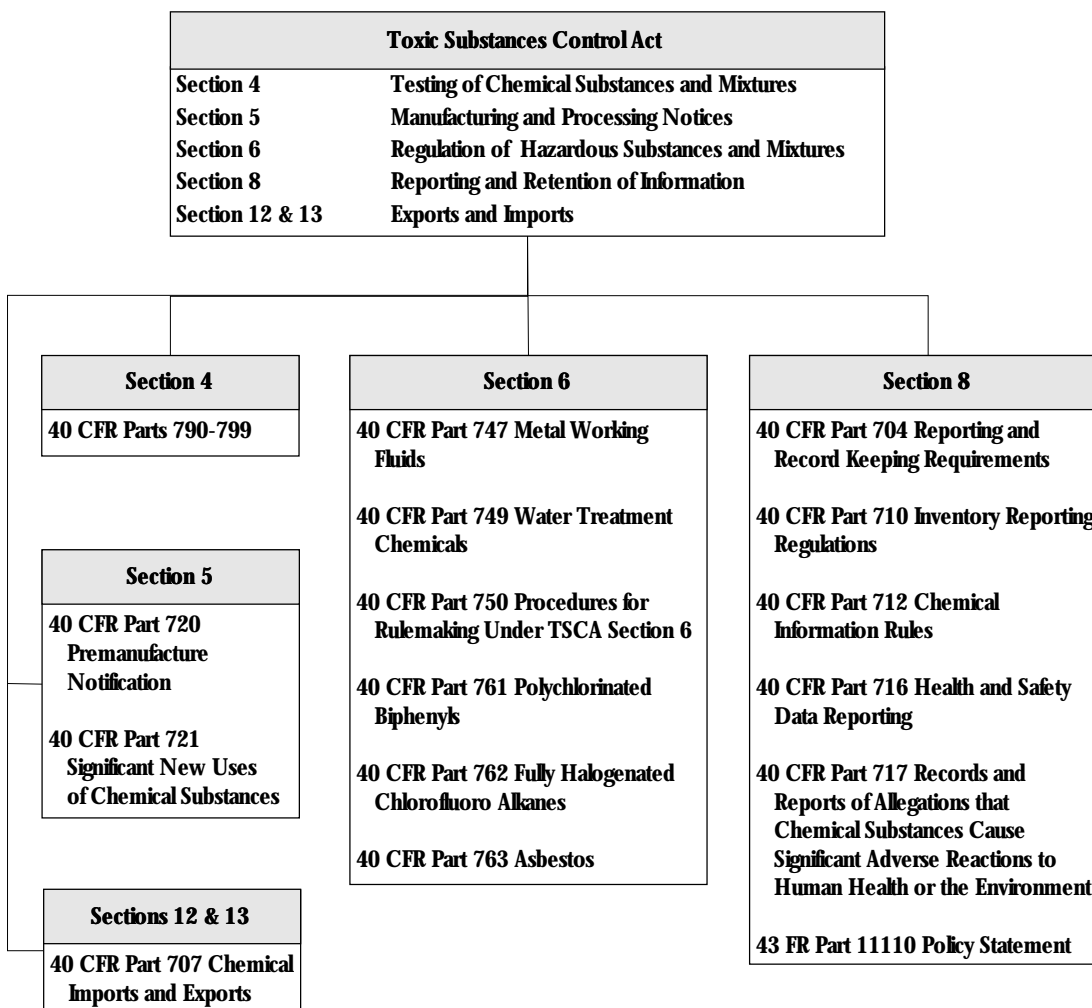 Toxic Substances Control Act
Section 4 Testing of Chemical Substances and Mixtures
Section 5 Manufacturing and Processing Notices
Section 6 Regulation of Hazardous Substances and Mixtures
Section 8 Reporting and Retention of Information
Section 12 & 13 Exports and Imports
Section 4
40 CFR Parts 790-799
Section 5
40 CFR Part 720
Premanufacture
Notification
40 CFR Part 721
Significant New Uses
of Chemical Substances
Sections 12 & 13
40 CFR Part 707 Chemical
Imports and Exports
Section 6
40 CFR Part 747 Metal Working
Fluids
40 CFR Part 749 Water Treatment
Chemicals
40 CFR Part 750 Procedures for
Rulemaking Under TSCA Section 6
40 CFR Part 761 Polychlorinated
Biphenyls
40 CFR Part 762 Fully Halogenated
Chlorofluoro Alkanes
40 CFR Part 763 Asbestos
Section 8
40 CFR Part 704 Reporting and
Record Keeping Requirements
40 CFR Part 710 Inventory Reporting
Regulations
40 CFR Part 712 Chemical
Information Rules
40 CFR Part 716 Health and Safety
Data Reporting
40 CFR Part 717 Records and
Reports of Allegations that
Chemical Substances Cause
Significant Adverse Reactions to
Human Health or the Environment
43 FR Part 11110 Policy Statement